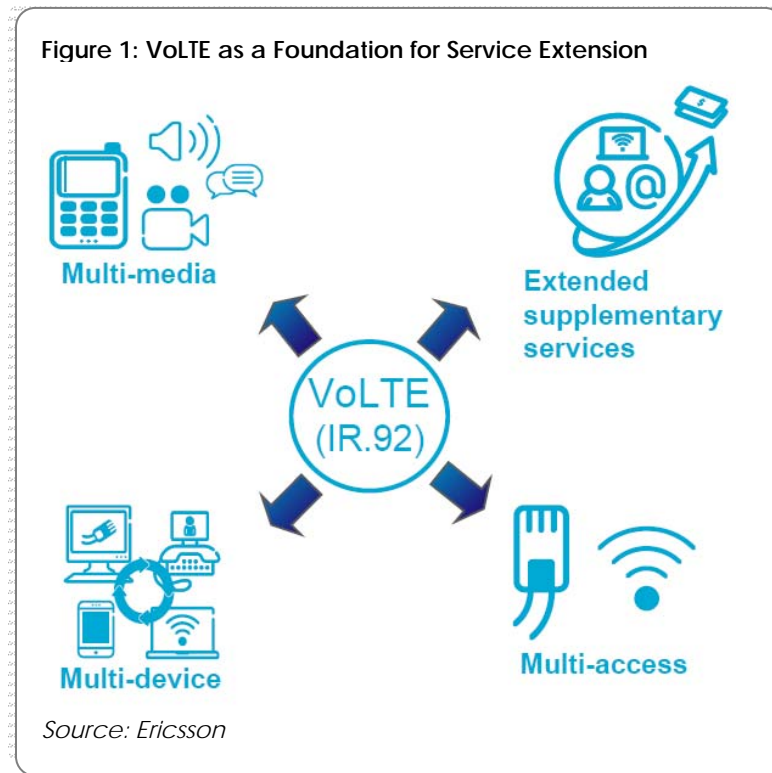 Figure 1: VoLTE as a Foundation for Service Extension
$
@
Multi-media
Extended
supplementary
services
VoLTE
(IR.92)
Multi-device
Multi-access
Source: Ericsson